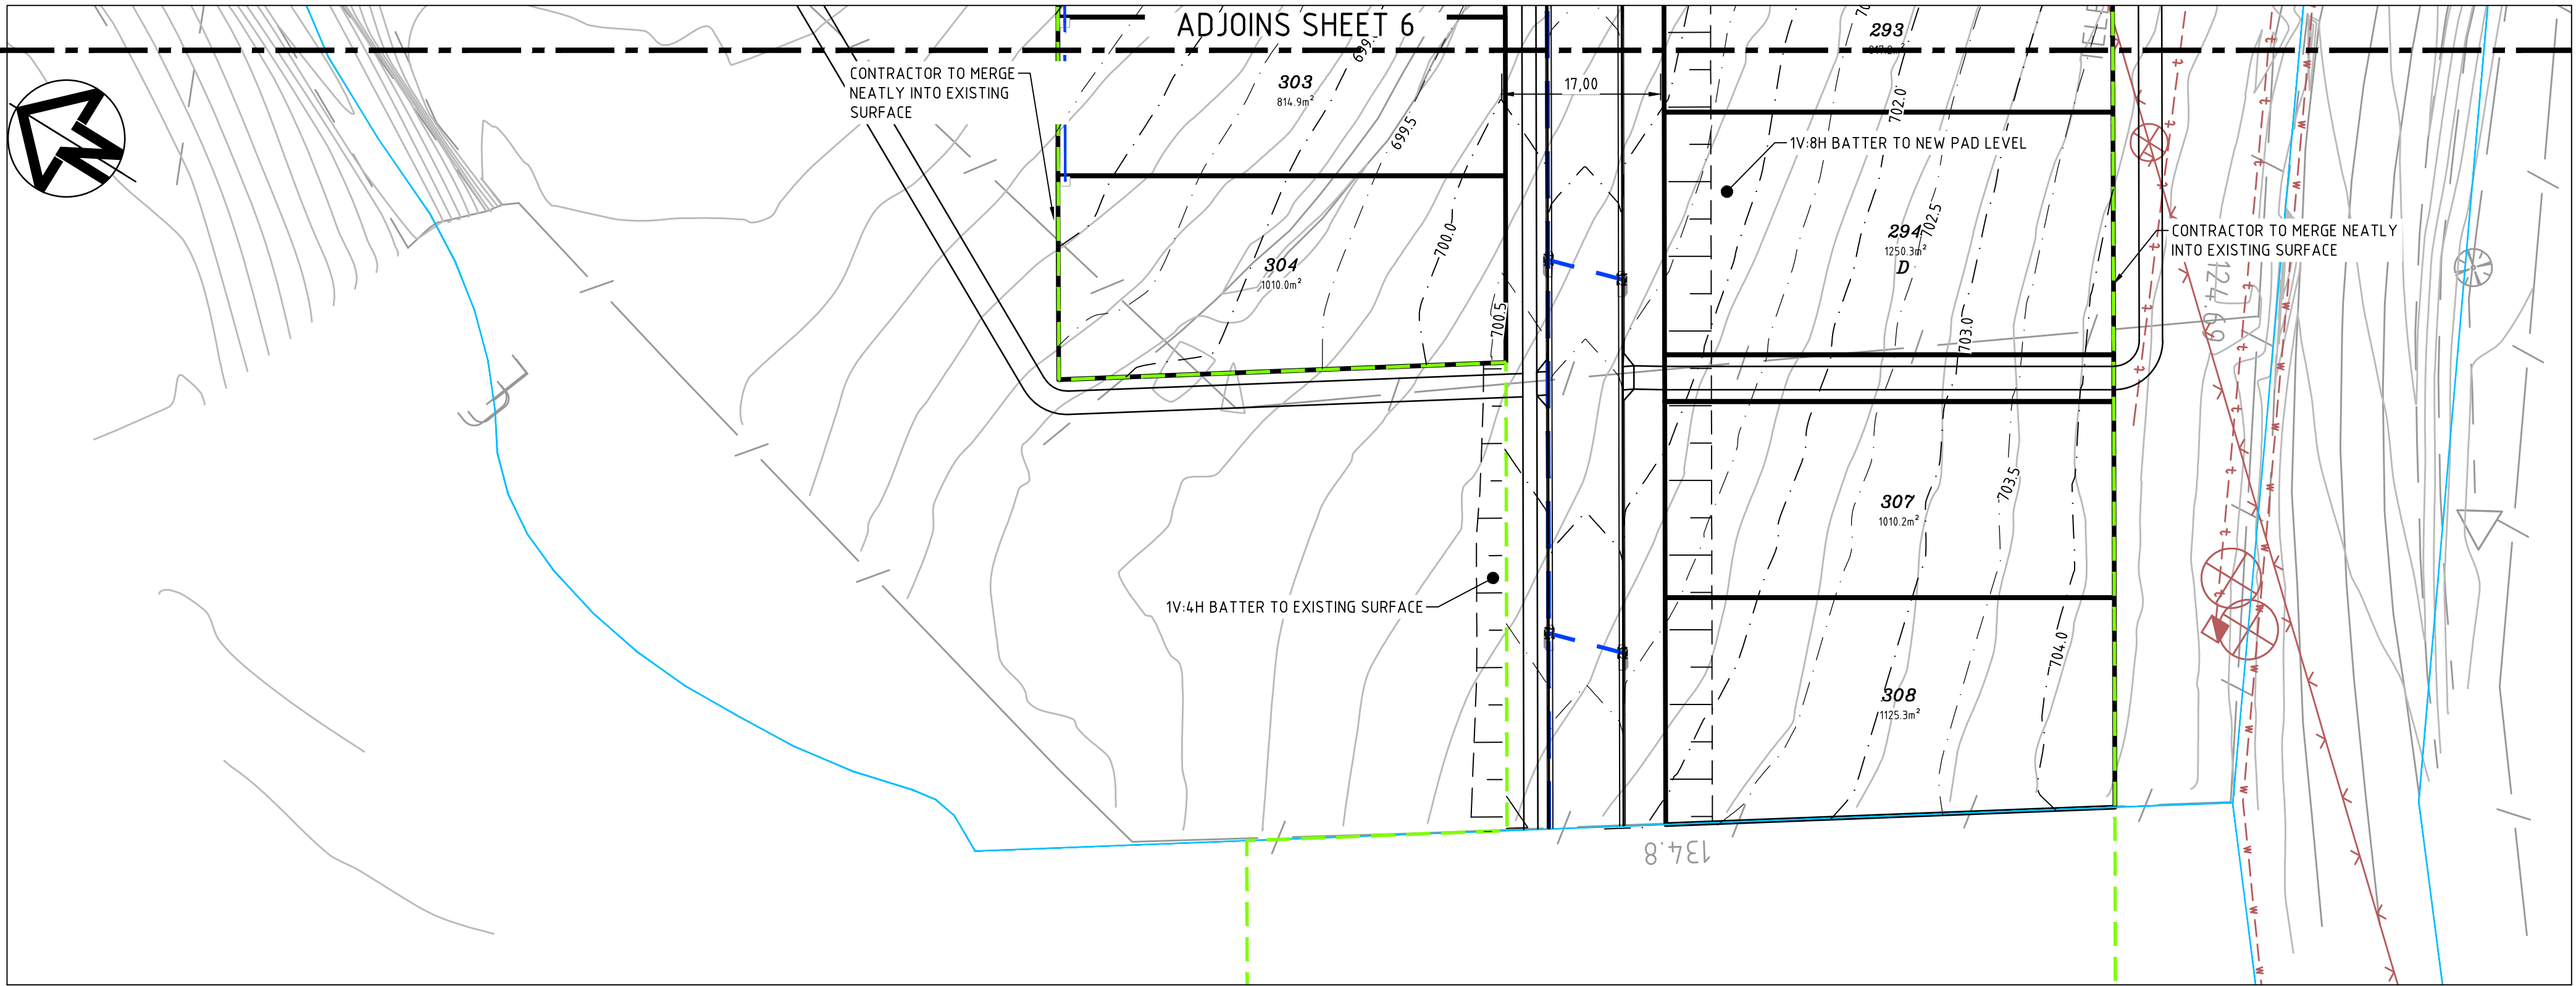 ADJOINS SHEET 6
CONTRACTOR TO MERGE
NEATLY INTO EXISTING
SURFACE
303
814.9m²
699.5
17,00
293
702.0
1V:8H BATTER TO NEW PAD LEVEL
702.5
294
1250.3m²
D
CONTRACTOR TO MERGE NEATLY
INTO EXISTING SURFACE
124.69
304
1010.0m²
700.0
700.5
703.0
307
1010.2m²
703.5
1V:4H BATTER TO EXISTING SURFACE
704.0
308
1125.3m²
134.8